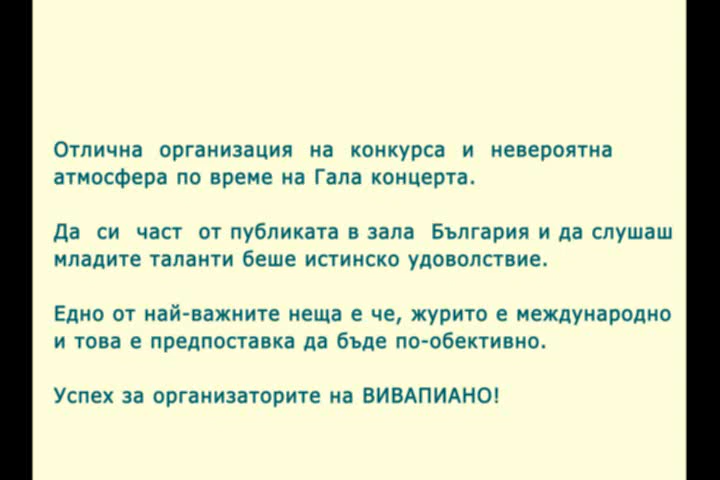 Отлична организация на конкурса и невероятна
атмосфера по време на Гала концерта.
Да си част от публиката в зала България и да слушаш
младите таланти беше истинско удоволствие.
Едно от най-важните неща е че, журито е международно
и това е предпоставка да бъде по-обективно.
Успех за организаторите на ВИВАПИАНО!